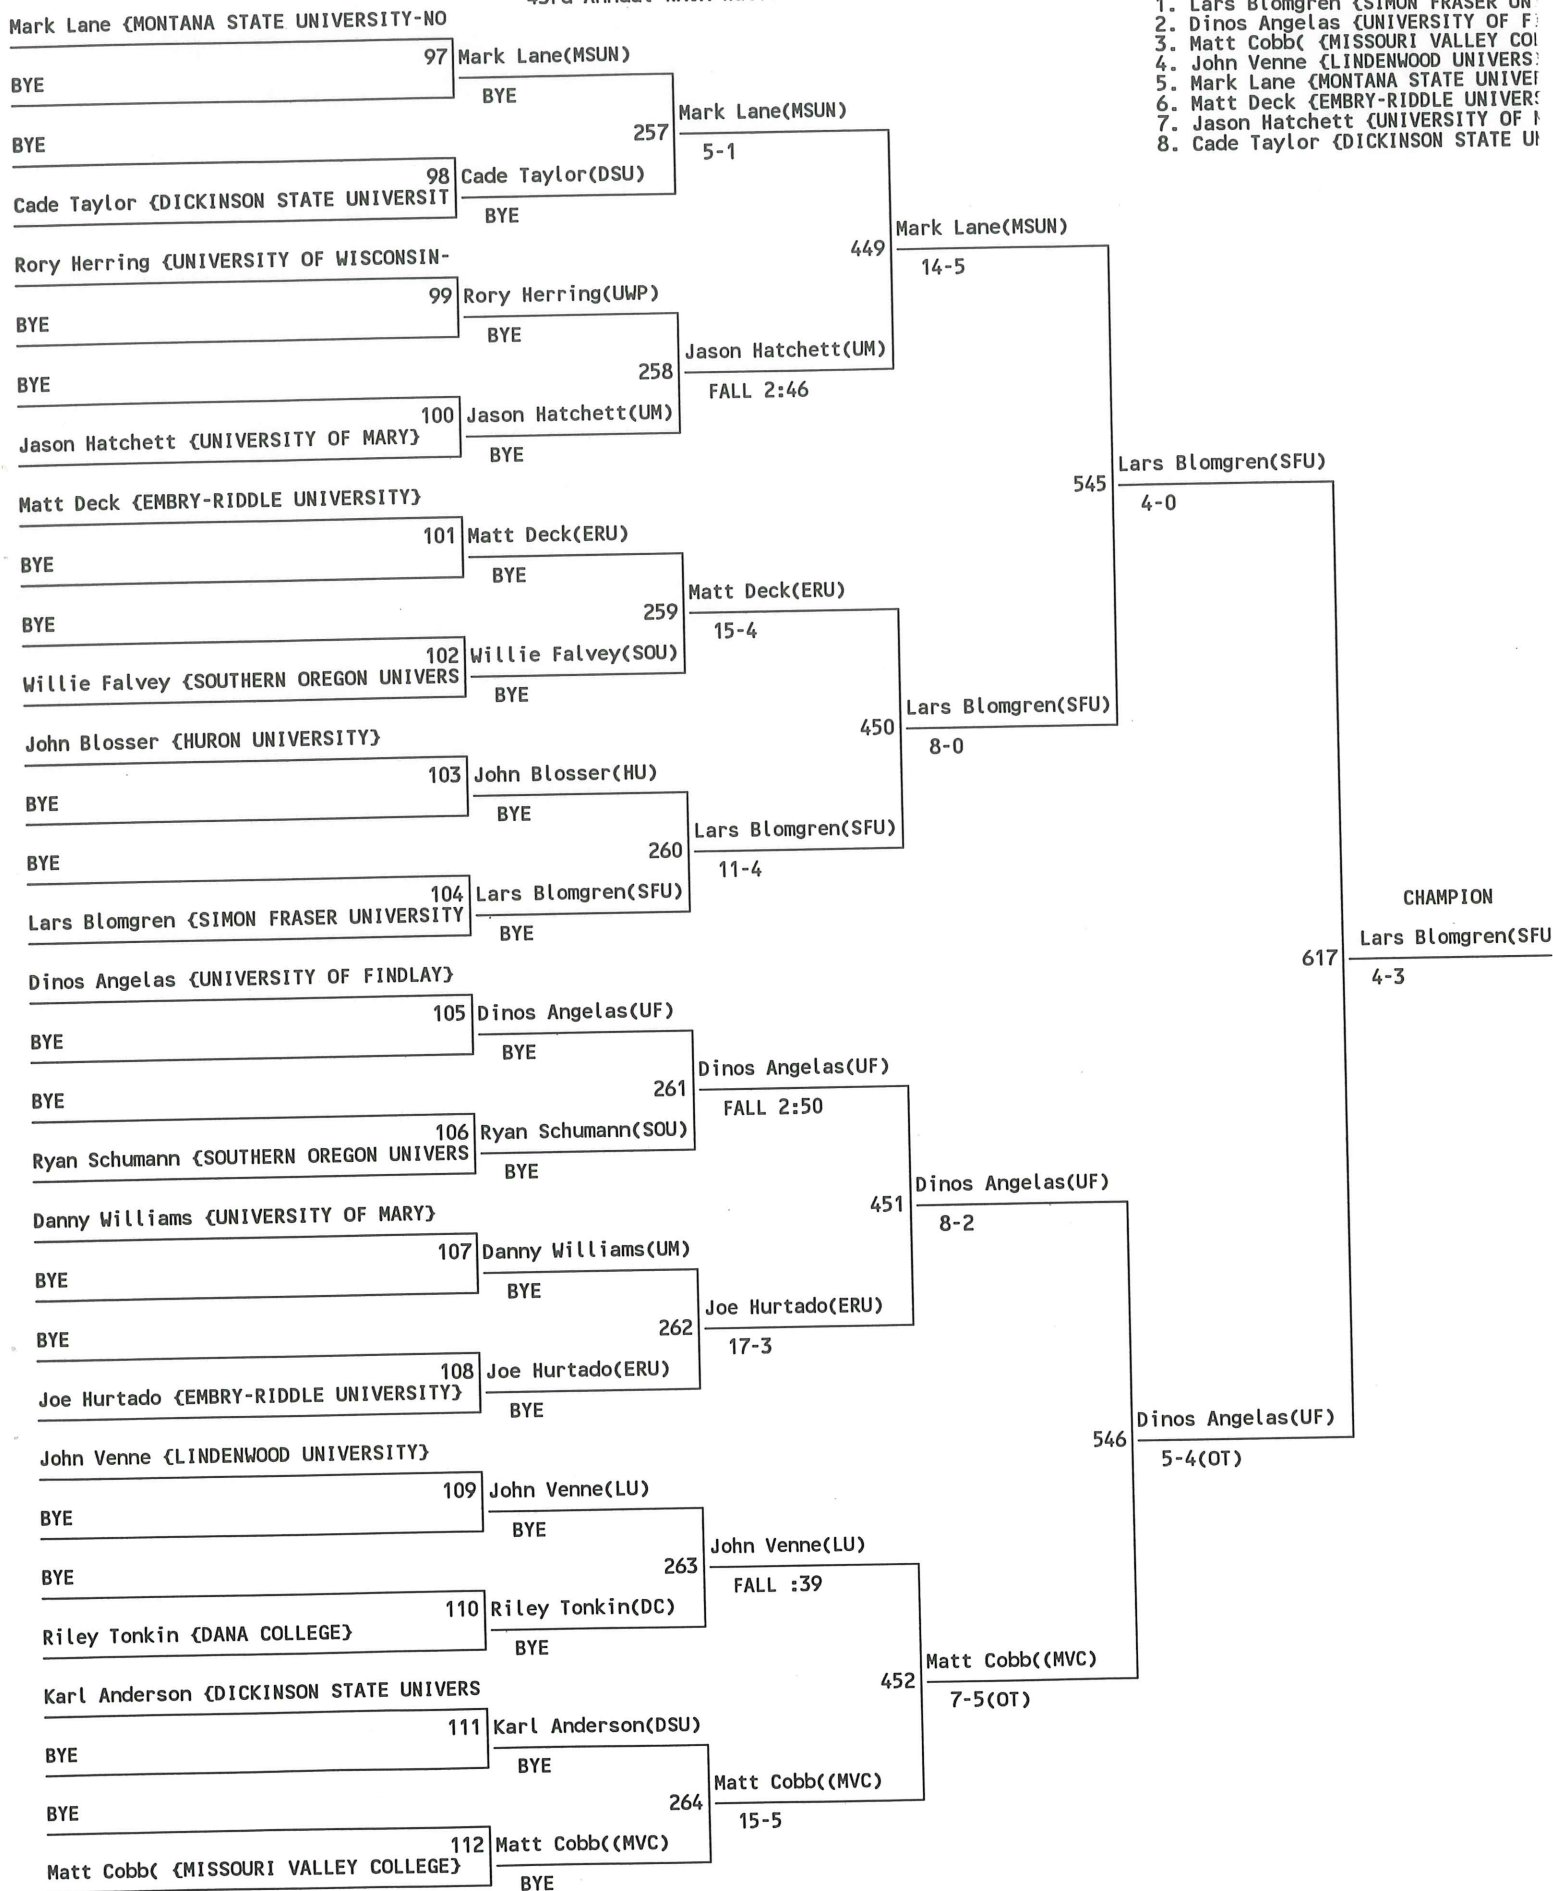 Mark Lane {MONTANA STATE UNIVERSITY-NO
97 Mark Lane(MSUN)
BYE
BYE
257 Mark Lane(MSUN)
5-1
BYE
98 Cade Taylor(DSU)
Cade Taylor {DICKINSON STATE UNIVERSIT
BYE
449 Mark Lane(MSUN)
14-5
Rory Herring {UNIVERSITY OF WISCONSIN-
99 Rory Herring(UWP)
BYE
BYE
258 Jason Hatchett(UM)
FALL 2:46
BYE
100 Jason Hatchett(UM)
Jason Hatchett {UNIVERSITY OF MARY}
BYE
545 Lars Blomgren(SFU)
4-0
Matt Deck {EMBRY-RIDDLE UNIVERSITY}
101 Matt Deck(ERU)
BYE
BYE
259 Matt Deck(ERU)
15-4
BYE
102 Willie Falvey(SOU)
Willie Falvey {SOUTHERN OREGON UNIVERS
BYE
450 Lars Blomgren(SFU)
8-0
John Blosser {HURON UNIVERSITY}
103 John Blosser(HU)
BYE
BYE
260 Lars Blomgren(SFU)
11-4
BYE
104 Lars Blomgren(SFU)
Lars Blomgren {SIMON FRASER UNIVERSITY
BYE
CHAMPION
617 Lars Blomgren(SFU
4-3
Dinos Angelas {UNIVERSITY OF FINDLAY}
105 Dinos Angelas(UF)
BYE
BYE
261 Dinos Angelas(UF)
FALL 2:50
BYE
106 Ryan Schumann(SOU)
Ryan Schumann {SOUTHERN OREGON UNIVERS
BYE
451 Dinos Angelas(UF)
8-2
Danny Williams {UNIVERSITY OF MARY}
107 Danny Williams(UM)
BYE
BYE
262 Joe Hurtado(ERU)
17-3
BYE
108 Joe Hurtado(ERU)
Joe Hurtado {EMBRY-RIDDLE UNIVERSITY}
BYE
546 Dinos Angelas(UF)
5-4(OT)
John Venne {LINDENWOOD UNIVERSITY}
109 John Venne(LU)
BYE
BYE
263 John Venne(LU)
FALL :39
BYE
110 Riley Tonkin(DC)
Riley Tonkin {DANA COLLEGE}
BYE
452 Matt Cobb((MVC)
7-5(OT)
Karl Anderson {DICKINSON STATE UNIVERS
111 Karl Anderson(DSU)
BYE
BYE
264 Matt Cobb((MVC)
15-5
BYE
112 Matt Cobb((MVC)
Matt Cobb( {MISSOURI VALLEY COLLEGE}
BYE
1. Lars Blomgren {SIMON FRASER UN
2. Dinos Angelas {UNIVERSITY OF F
3. Matt Cobb( {MISSOURI VALLEY COL
4. John Venne {LINDENWOOD UNIVERS
5. Mark Lane {MONTANA STATE UNIVE
6. Matt Deck {EMBRY-RIDDLE UNIVERS
7. Jason Hatchett {UNIVERSITY OF
8. Cade Taylor {DICKINSON STATE U